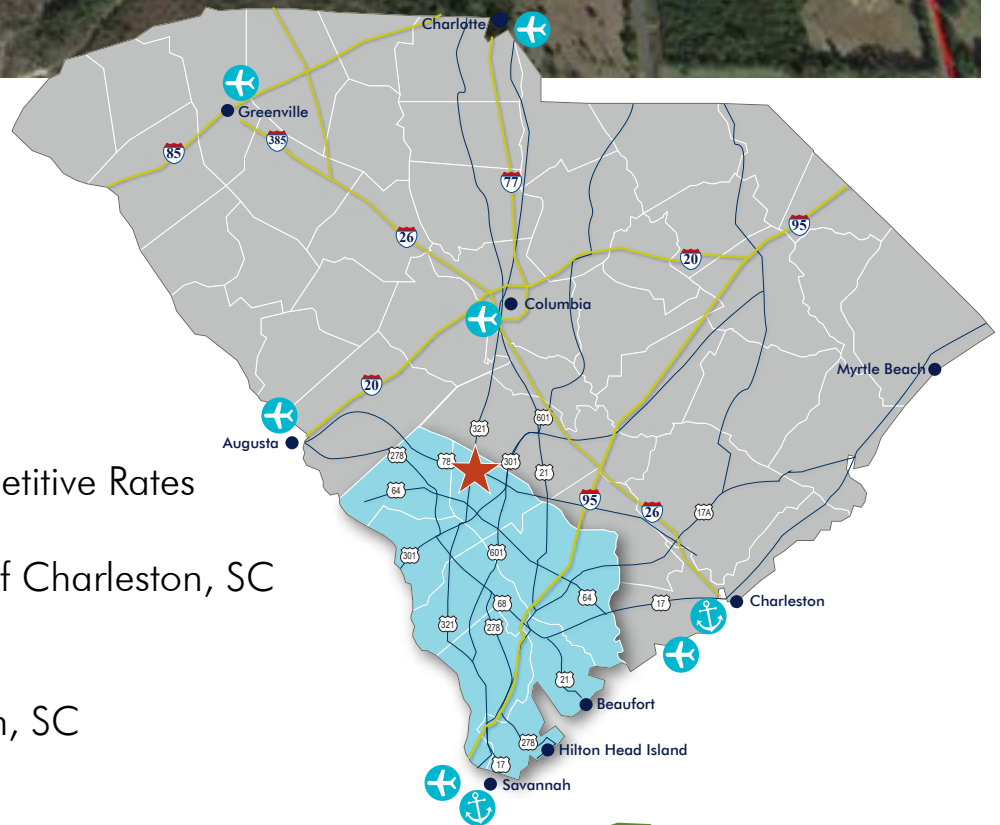 Charlotte
Greenville
85
385
77
26
95
20
Columbia
Myrtle Beach
20
601
321
Augusta
278
78
301
21
etitive Rates
64
95
26
17A
301
601
f Charleston, SC
64
17
Charleston
68
321
278
21
n, SC
Beaufort
278
Hilton Head Island
17
Savannah